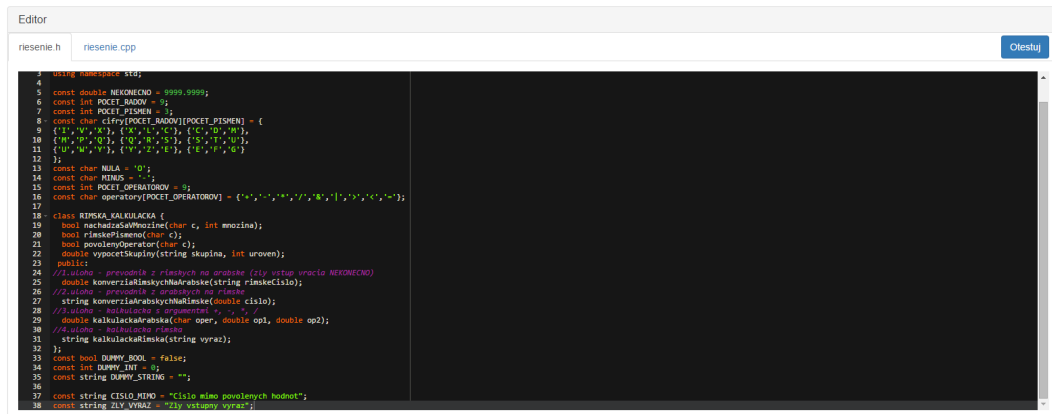 Editor
riesenie.h riesenie.cpp Otestuj
3 using namespace std;
4
5 const double NEKONECNO = 9999.9999;
6 const int POCET_RADOV = 9;
7 const int POCET_PISMEN = 3;
8 const char cifry[POCET_RADOV][POCET_PISMEN] = {
9 {'I','V','X'}, {'X','L','C'}, {'C','D','M'},
10 {'M','P','Q'}, {'Q','R','S'}, {'S','T','U'},
11 {'U','W','Y'}, {'Y','Z','E'}, {'E','F','G'}
12 };
13 const char NULA = 'O';
14 const char MINUS = '-';
15 const int POCET_OPERATOROV = 9;
16 const char operatory[POCET_OPERATOROV] = {'+','-','*','/','&','|','>','<','='};
17
18 class RIMSKA_KALKULACKA {
19 bool nachadzaSaVMnozine(char c, int mnozina);
20 bool rimskePismeno(char c);
21 bool povolenyOperator(char c);
22 double vypocetSkupiny(string skupina, int uroven);
23 public:
24 //1.uloha - prevodnik z rimskych na arabske (zly vstup vracia NEKONECNO)
25 double konverziaRimskychNaArabske(string rimskeCislo);
26 //2.uloha - prevodnik z arabskych na rimske
27 string konverziaArabskychNaRimske(double cislo);
28 //3.uloha - kalkulacka s argumentmi +, -, *, /
29 double kalkulackaArabska(char oper, double op1, double op2);
30 //4.uloha - kalkulacka rimska
31 string kalkulackaRimska(string vyraz);
32 };
33 const bool DUMMY_BOOL = false;
34 const int DUMMY_INT = 0;
35 const string DUMMY_STRING = "";
36
37 const string CISLO_MIMO = "Cislo mimo povolenych hodnot";
38 const string ZLY_VYRAZ = "Zly vstupny vyraz";